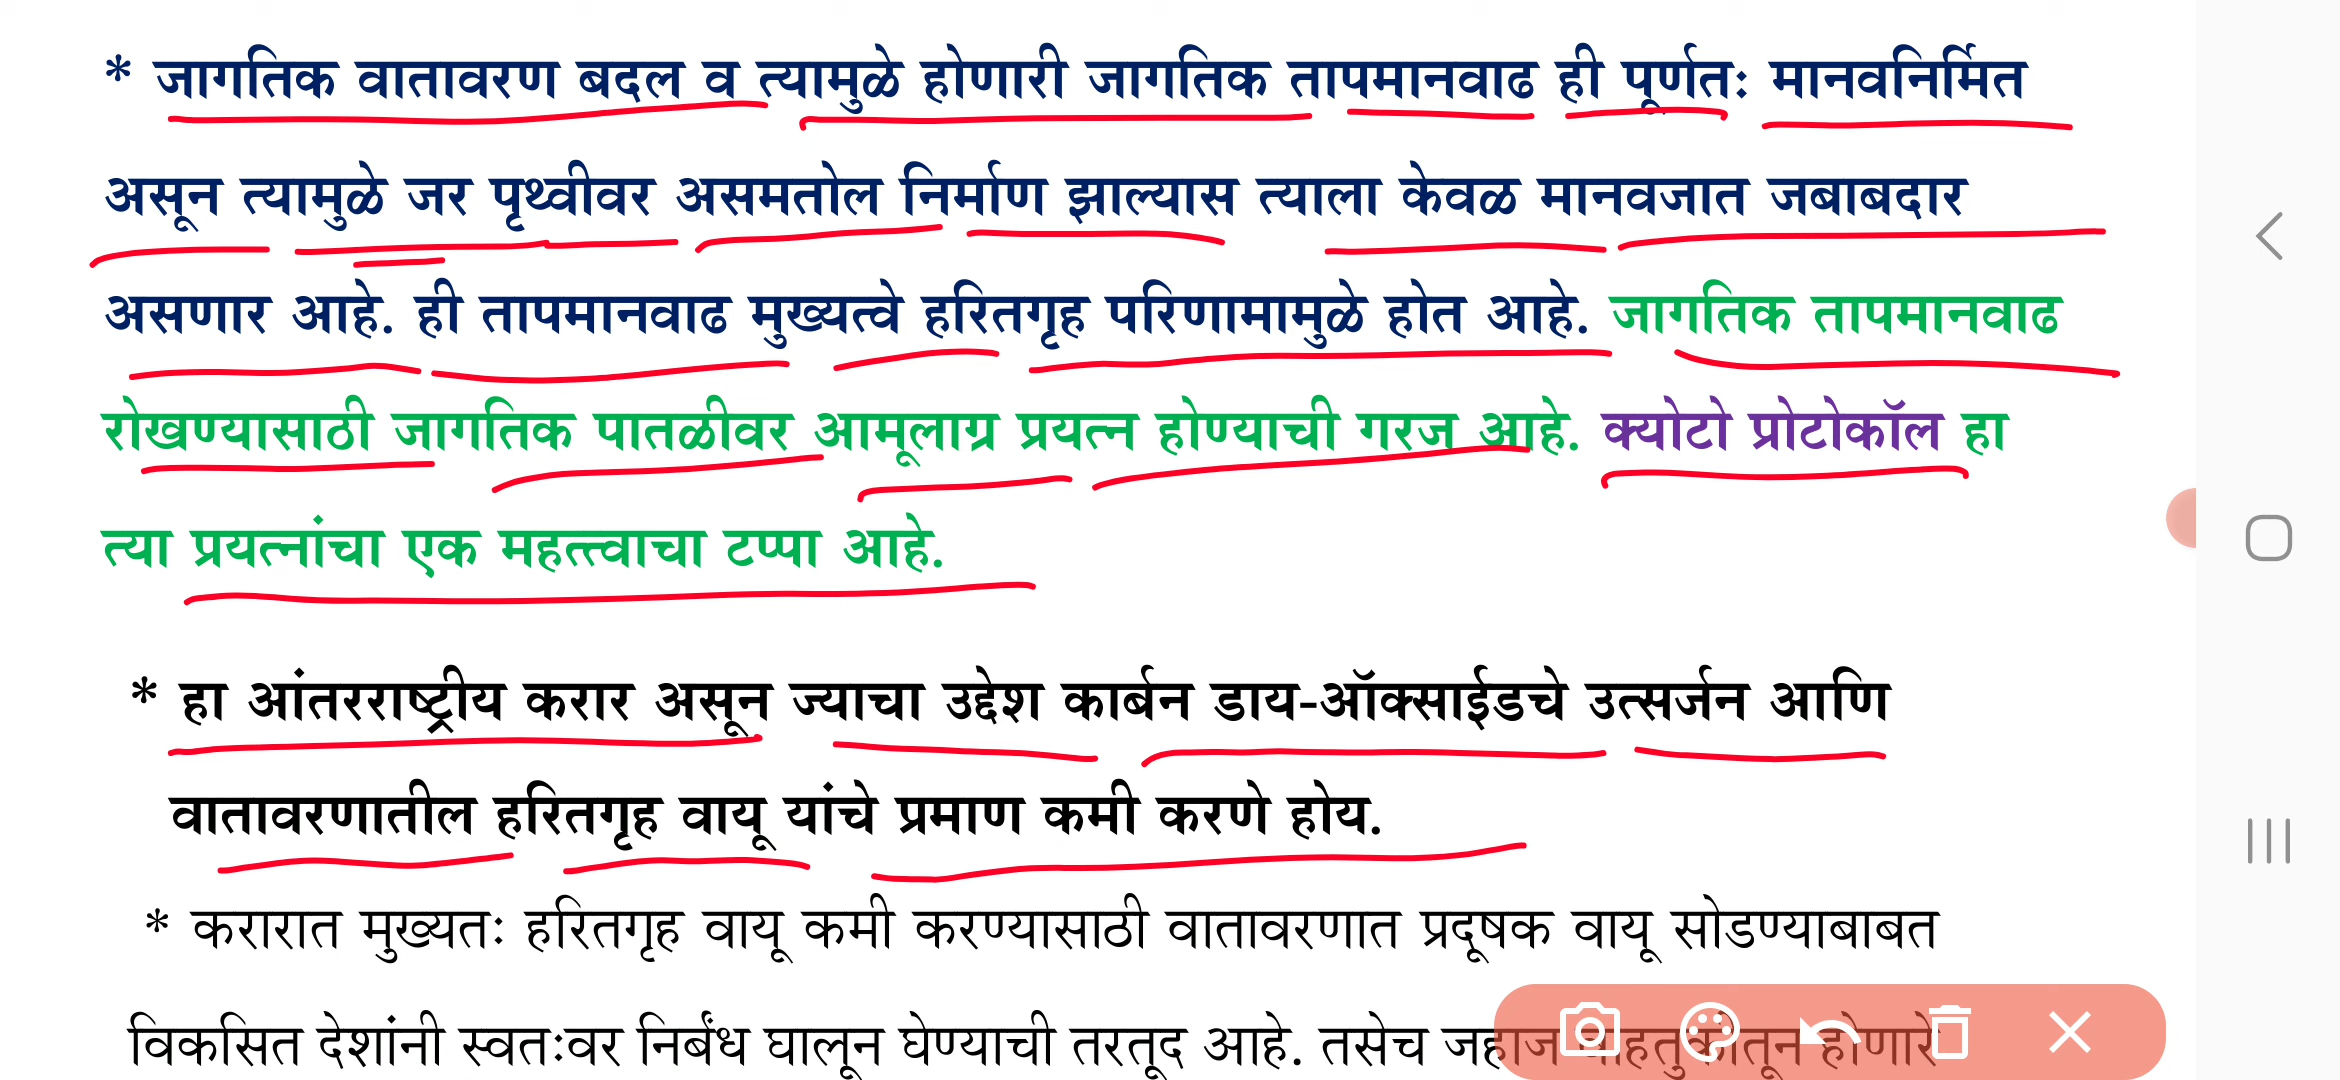 * जागतिक वातावरण बदल व त्यामुळे होणारी जागतिक तापमानवाढ ही पूर्णतः मानवनिर्मित
असून त्यामुळे जर पृथ्वीवर असमतोल निर्माण झाल्यास त्याला केवळ मानवजात जबाबदार
असणार आहे. ही तापमानवाढ मुख्यत्वे हरितगृह परिणामामुळे होत आहे. जागतिक तापमानवाढ
रोखण्यासाठी जागतिक पातळीवर आमूलाग्र प्रयत्न होण्याची गरज आहे. क्योटो प्रोटोकॉल हा
त्या प्रयत्नांचा एक महत्त्वाचा टप्पा आहे.
* हा आंतरराष्ट्रीय करार असून ज्याचा उद्देश कार्बन डाय-ऑक्साईडचे उत्सर्जन आणि
वातावरणातील हरितगृह वायू यांचे प्रमाण कमी करणे होय.
* करारात मुख्यतः हरितगृह वायू कमी करण्यासाठी वातावरणात प्रदूषक वायू सोडण्याबाबत
विकसित देशांनी स्वतःवर निर्बंध घालून घेण्याची तरतूद आहे. तसेच जहाज वाहतुकीतून होणारे